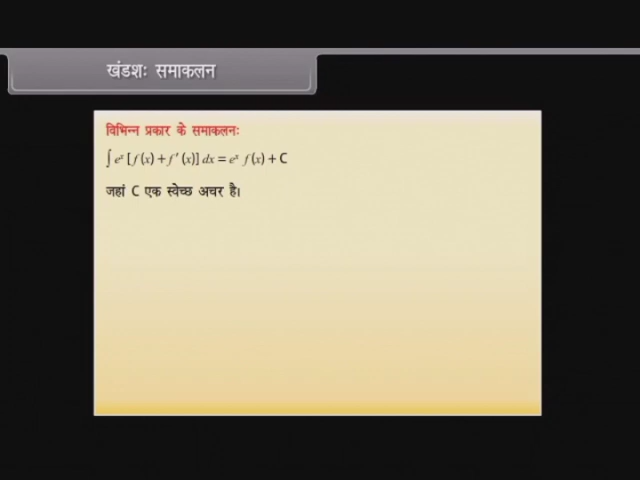 खंडशः समाकलन
विभिन्न प्रकार के समाकलनः
∫ eˣ [f (x) + f ′ (x)] dx = eˣ f (x) + C
जहां C एक स्वेच्छ अचर है।